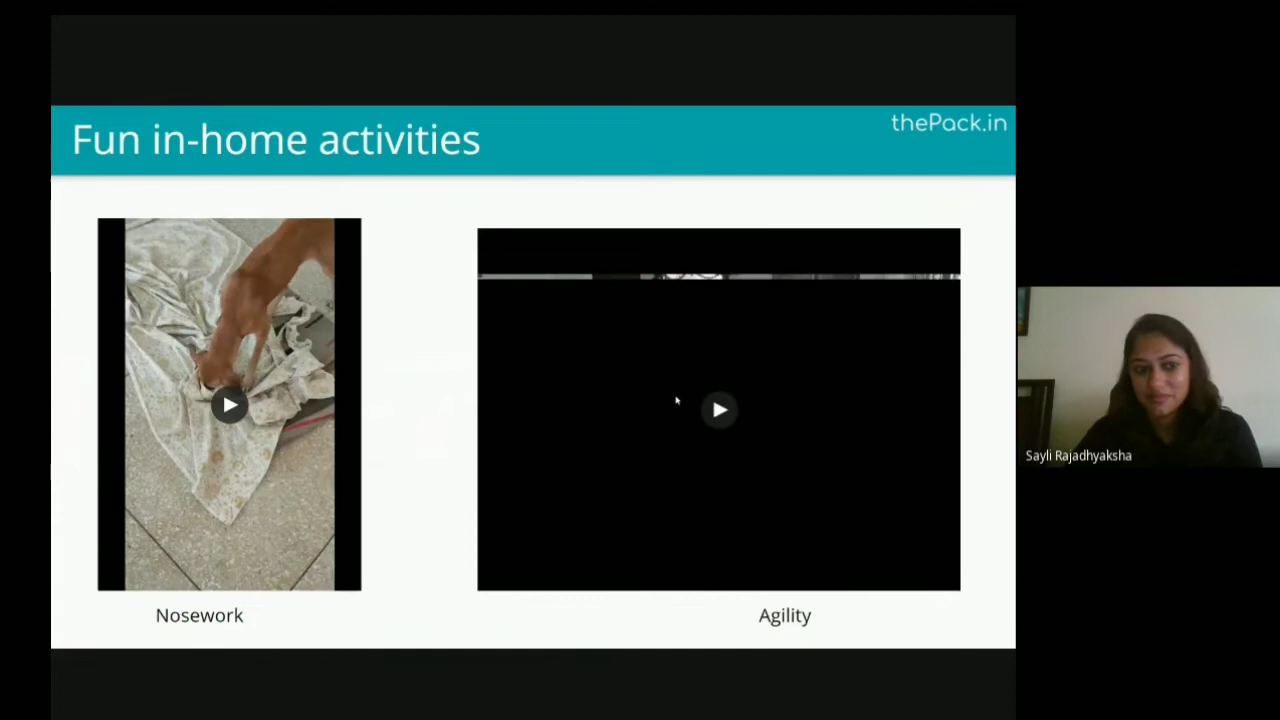 Fun in-home activities
thePack.in
Sayli Rajadhyaksha
Nosework
Agility